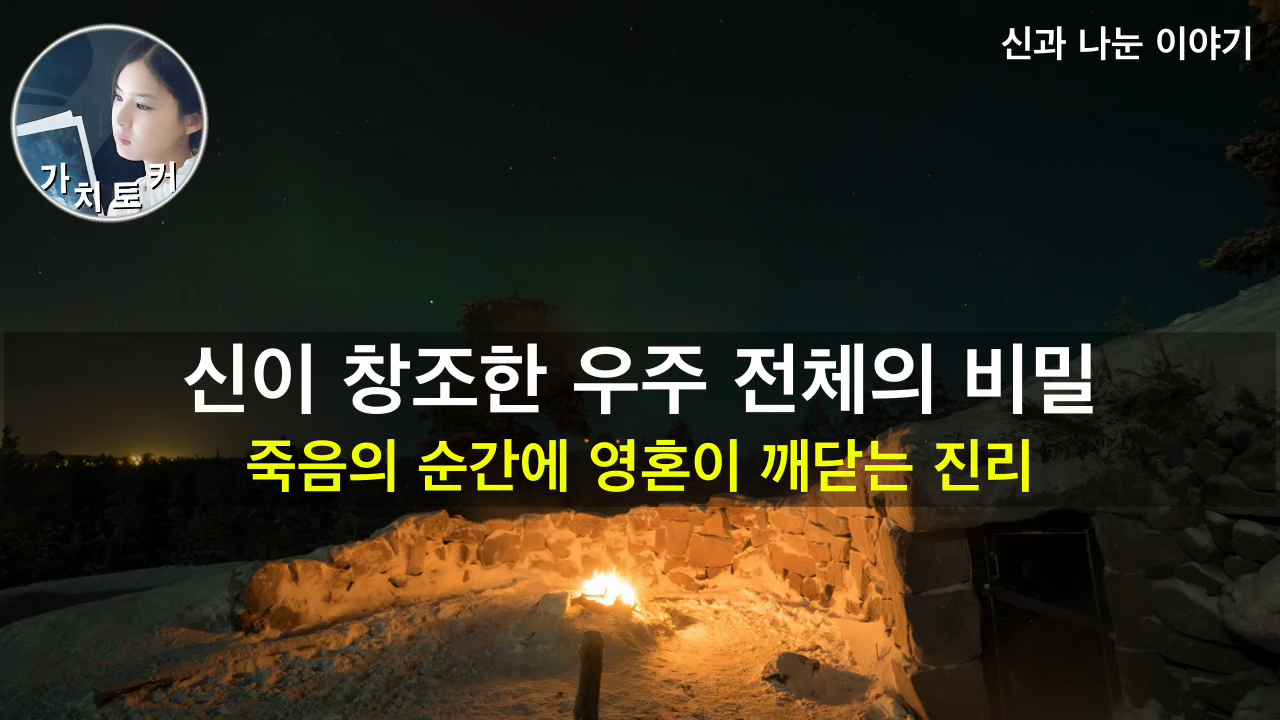 신과 나눈 이야기
가치토커
신이 창조한 우주 전체의 비밀
죽음의 순간에 영혼이 깨닫는 진리